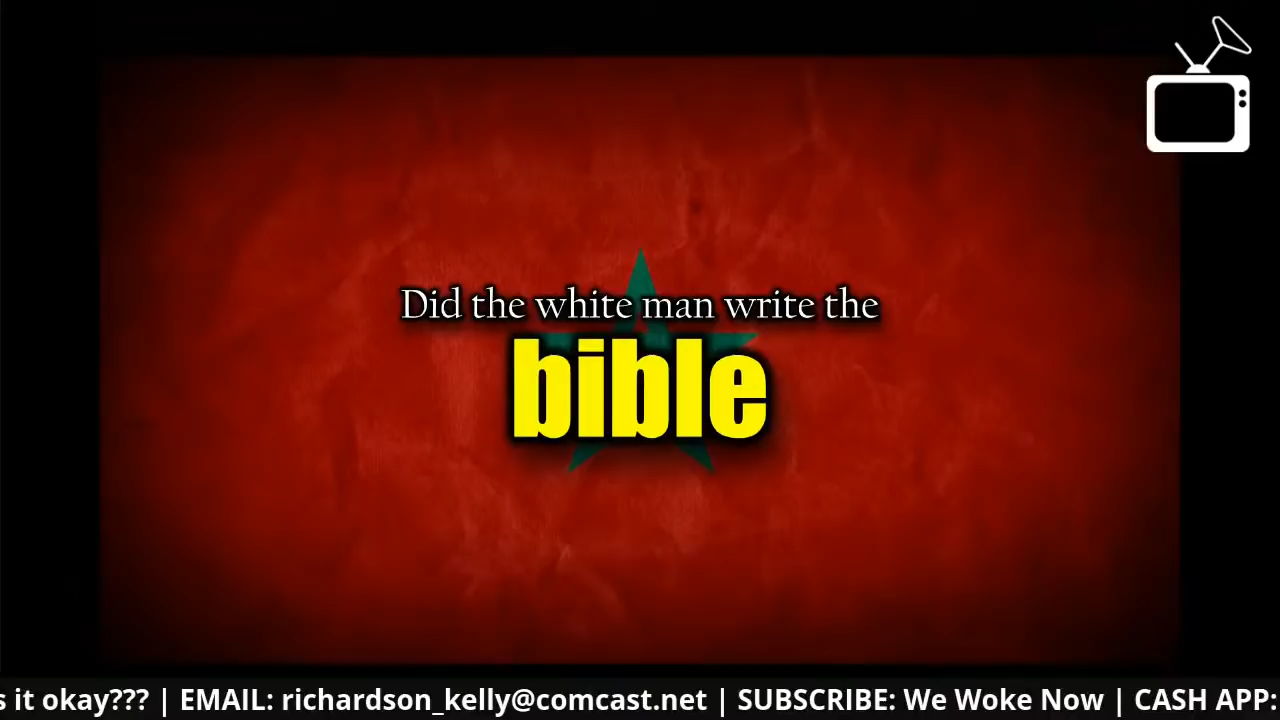 Did the white man write the
bible
s it okay??? | EMAIL: richardson_kelly@comcast.net | SUBSCRIBE: We Woke Now | CASH APP: